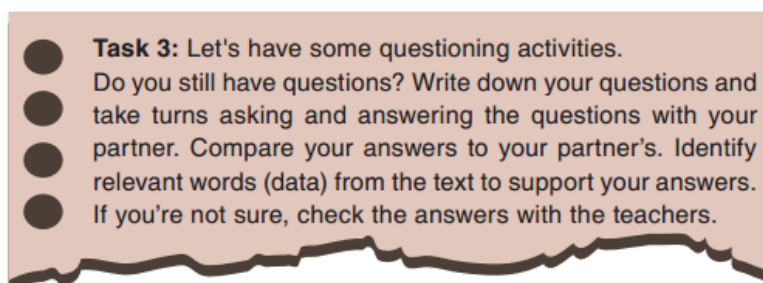 Task 3: Let's have some questioning activities.
Do you still have questions? Write down your questions and
take turns asking and answering the questions with your
partner. Compare your answers to your partner's. Identify
relevant words (data) from the text to support your answers.
If you're not sure, check the answers with the teachers.